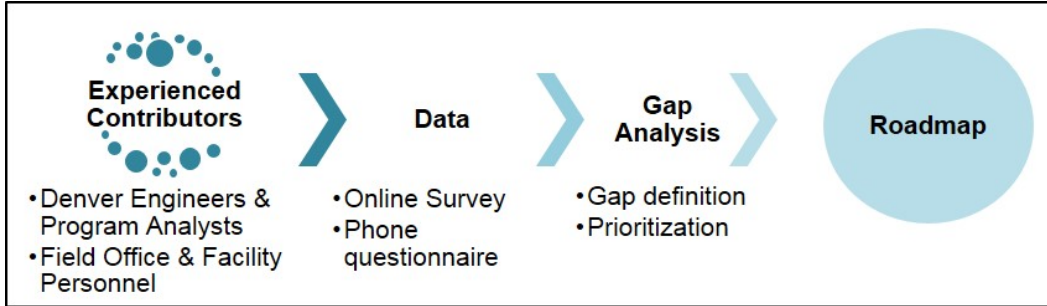 Experienced
Contributors
•Denver Engineers &
Program Analysts
•Field Office & Facility
Personnel
Data
•Online Survey
•Phone
questionnaire
Gap
Analysis
•Gap definition
•Prioritization
Roadmap